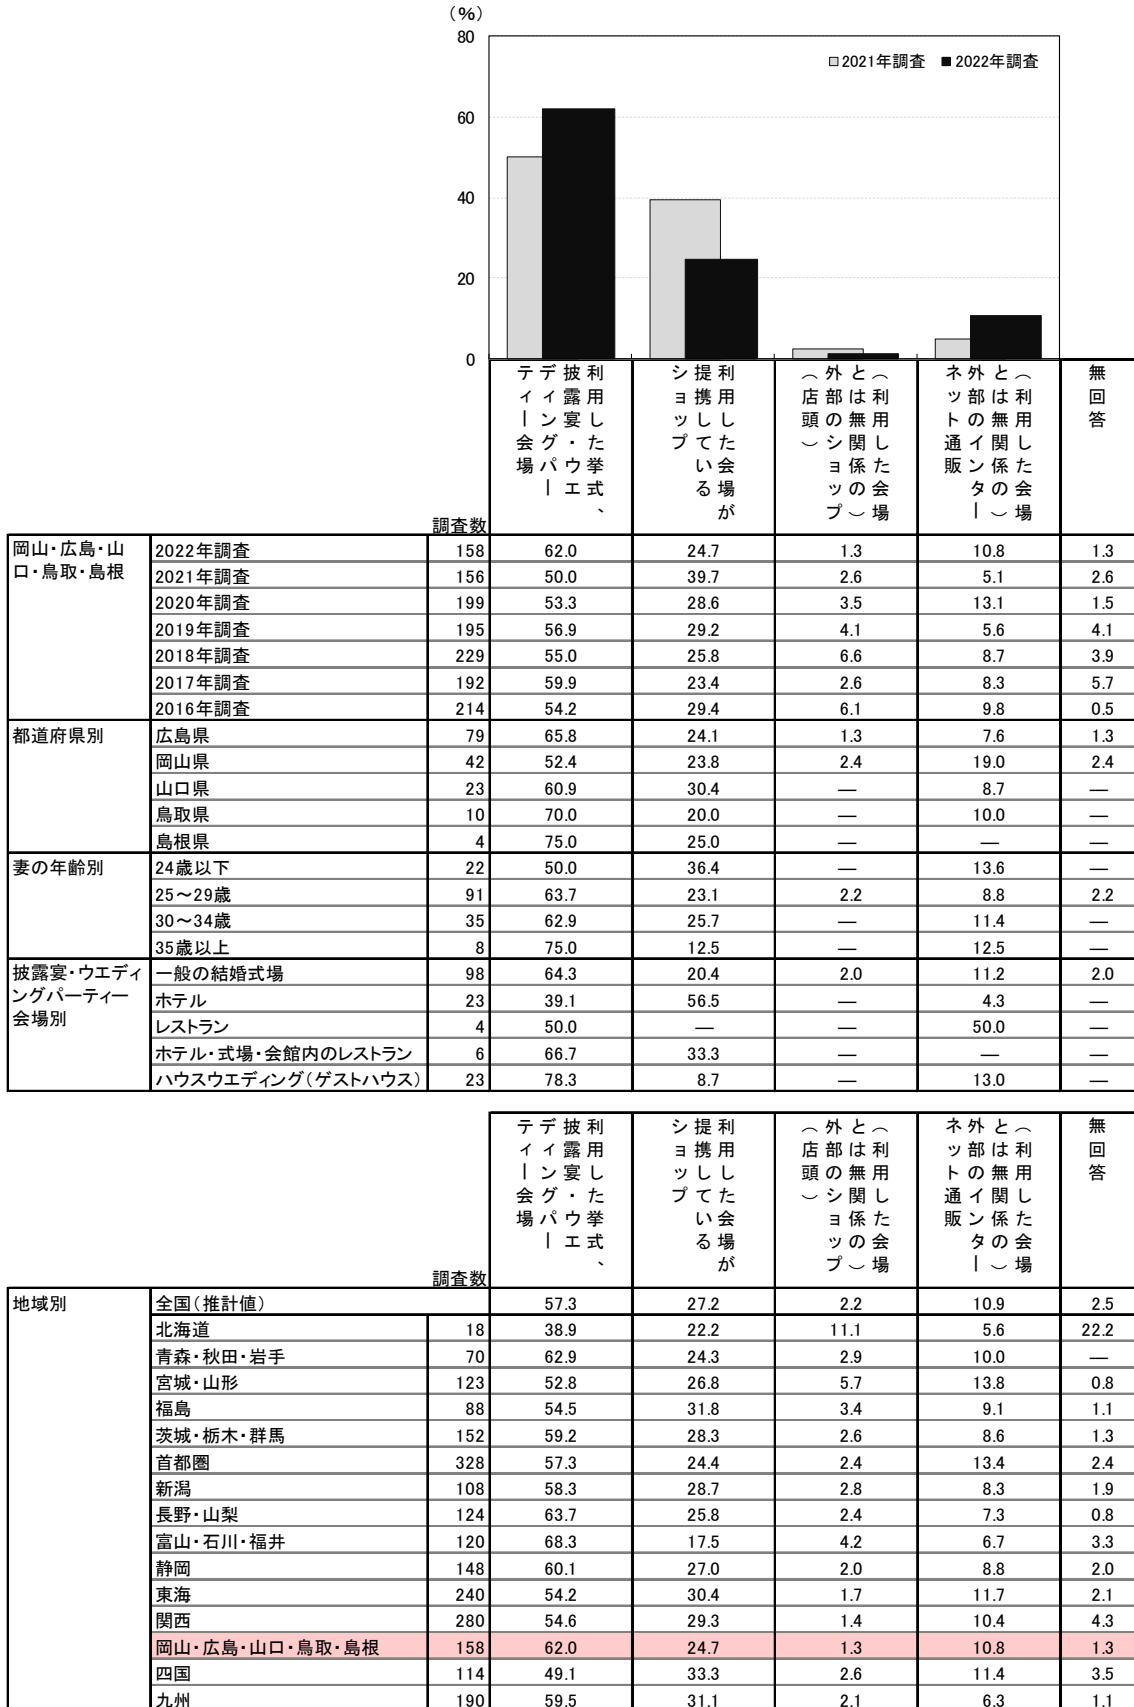 (%)
80
60
40
20
0
□2021年調査 ■2022年調査
利用した挙式、披露宴・ウエディングパーティー会場
利用した会場が提携しているショップ
(利用した会場とは無関係の)外部のショップ(店頭)
(利用した会場とは無関係の)外部のインターネット通販
無回答
調査数
岡山・広島・山口・鳥取・島根
2022年調査 158 62.0 24.7 1.3 10.8 1.3
2021年調査 156 50.0 39.7 2.6 5.1 2.6
2020年調査 199 53.3 28.6 3.5 13.1 1.5
2019年調査 195 56.9 29.2 4.1 5.6 4.1
2018年調査 229 55.0 25.8 6.6 8.7 3.9
2017年調査 192 59.9 23.4 2.6 8.3 5.7
2016年調査 214 54.2 29.4 6.1 9.8 0.5
都道府県別 広島県 79 65.8 24.1 1.3 7.6 1.3
岡山県 42 52.4 23.8 2.4 19.0 2.4
山口県 23 60.9 30.4 — 8.7 —
鳥取県 10 70.0 20.0 — 10.0 —
島根県 4 75.0 25.0 — — —
妻の年齢別 24歳以下 22 50.0 36.4 — 13.6 —
25～29歳 91 63.7 23.1 2.2 8.8 2.2
30～34歳 35 62.9 25.7 — 11.4 —
35歳以上 8 75.0 12.5 — 12.5 —
披露宴・ウエディングパーティー会場別
一般の結婚式場 98 64.3 20.4 2.0 11.2 2.0
ホテル 23 39.1 56.5 — 4.3 —
レストラン 4 50.0 — — 50.0 —
ホテル・式場・会館内のレストラン 6 66.7 33.3 — — —
ハウスウエディング(ゲストハウス) 23 78.3 8.7 — 13.0 —
利用した挙式、披露宴・ウエディングパーティー会場
利用した会場が提携しているショップ
(利用した会場とは無関係の)外部のショップ(店頭)
(利用した会場とは無関係の)外部のインターネット通販
無回答
調査数
地域別 全国(推計値) 57.3 27.2 2.2 10.9 2.5
北海道 18 38.9 22.2 11.1 5.6 22.2
青森・秋田・岩手 70 62.9 24.3 2.9 10.0 —
宮城・山形 123 52.8 26.8 5.7 13.8 0.8
福島 88 54.5 31.8 3.4 9.1 1.1
茨城・栃木・群馬 152 59.2 28.3 2.6 8.6 1.3
首都圏 328 57.3 24.4 2.4 13.4 2.4
新潟 108 58.3 28.7 2.8 8.3 1.9
長野・山梨 124 63.7 25.8 2.4 7.3 0.8
富山・石川・福井 120 68.3 17.5 4.2 6.7 3.3
静岡 148 60.1 27.0 2.0 8.8 2.0
東海 240 54.2 30.4 1.7 11.7 2.1
関西 280 54.6 29.3 1.4 10.4 4.3
岡山・広島・山口・鳥取・島根 158 62.0 24.7 1.3 10.8 1.3
四国 114 49.1 33.3 2.6 11.4 3.5
九州 190 59.5 31.1 2.1 6.3 1.1